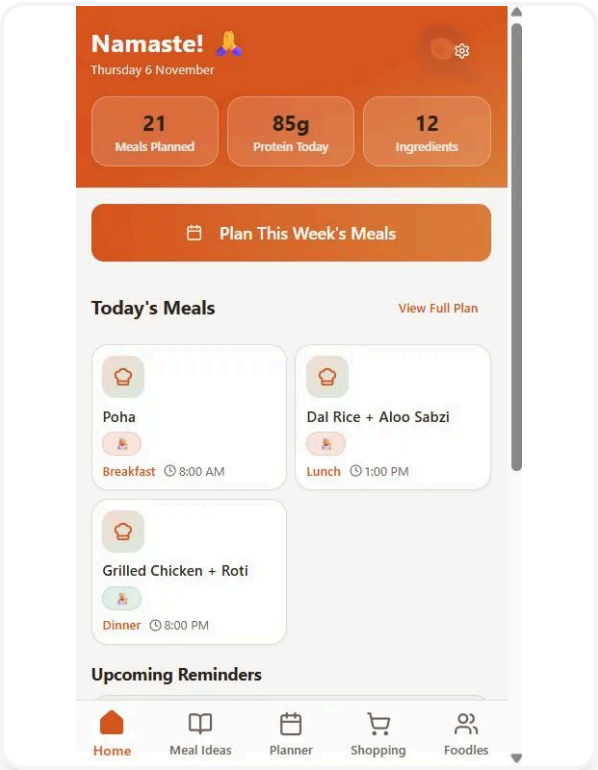 Namaste! 🙏
Thursday 6 November
21
Meals Planned
85g
Protein Today
12
Ingredients
Plan This Week's Meals
Today's Meals
View Full Plan
Poha
Breakfast 8:00 AM
Dal Rice + Aloo Sabzi
Lunch 1:00 PM
Grilled Chicken + Roti
Dinner 8:00 PM
Upcoming Reminders
Home
Meal Ideas
Planner
Shopping
Foodles